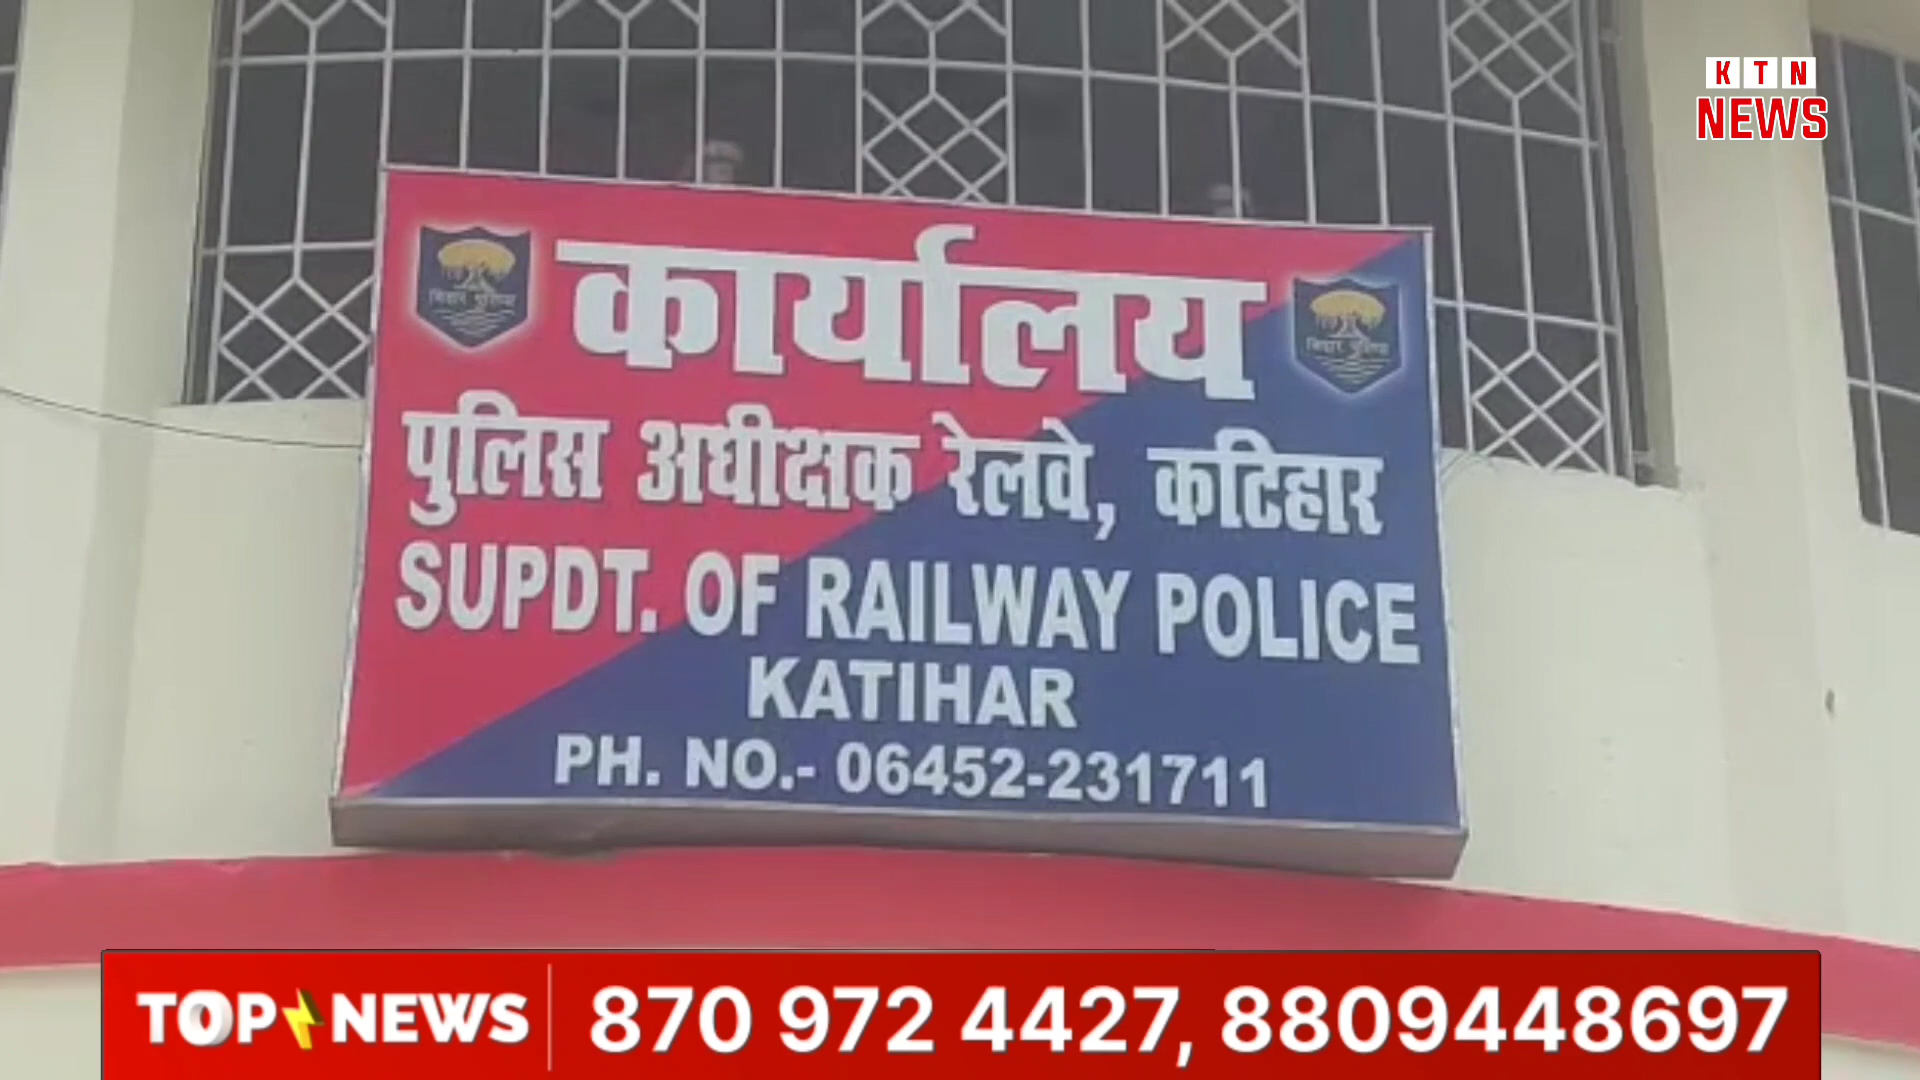 K T N
NEWS
बिहार पुलिस
कार्यालय
बिहार पुलिस
पुलिस अधीक्षक रेलवे, कटिहार
SUPDT. OF RAILWAY POLICE
KATIHAR
PH. NO.- 06452-231711
TOP NEWS 870 972 4427, 8809448697